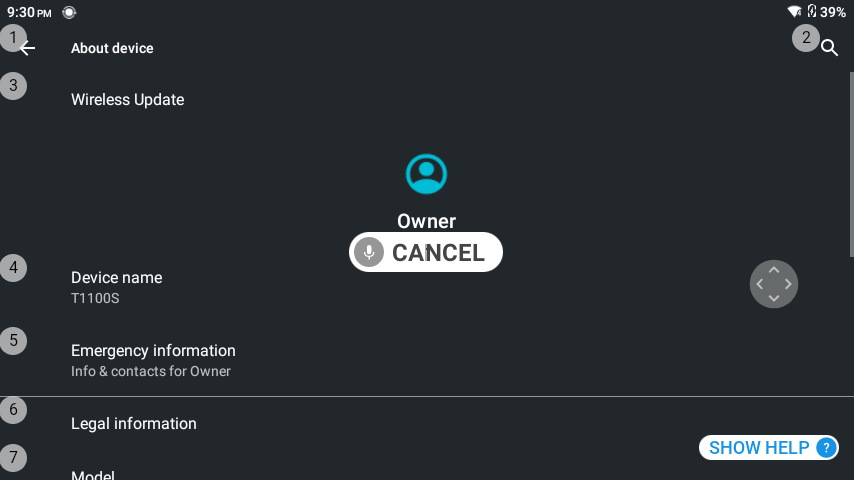 9:30 PM 39%
1 About device 2
3 Wireless Update
Owner
CANCEL
4 Device name
T1100S
5 Emergency information
Info & contacts for Owner
6 Legal information
SHOW HELP ?
7 Model